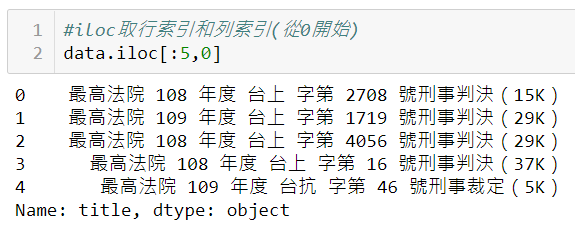 1 #iloc取行索引和列索引(從0開始)
2 data.iloc[:5,0]
0 最高法院 108 年度 台上 字第 2708 號刑事判決（15K）
1 最高法院 109 年度 台上 字第 1719 號刑事判決（29K）
2 最高法院 108 年度 台上 字第 4056 號刑事判決（29K）
3 最高法院 108 年度 台上 字第 16 號刑事判決（37K）
4 最高法院 109 年度 台抗 字第 46 號刑事裁定（5K）
Name: title, dtype: object